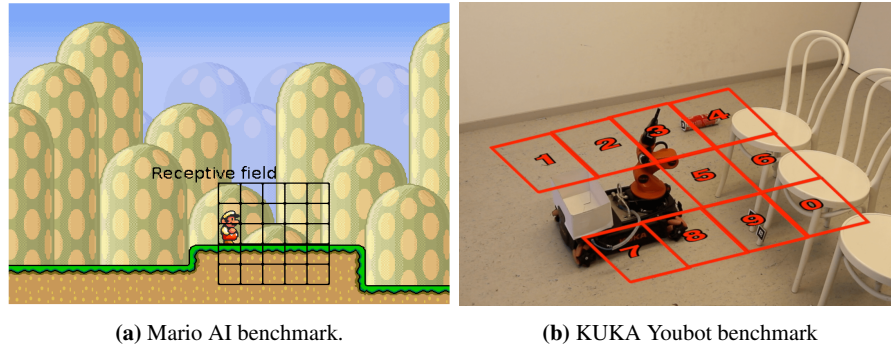 Receptive field
1 2 3 4
5 6
7 8 9 0
(a) Mario AI benchmark.
(b) KUKA Youbot benchmark